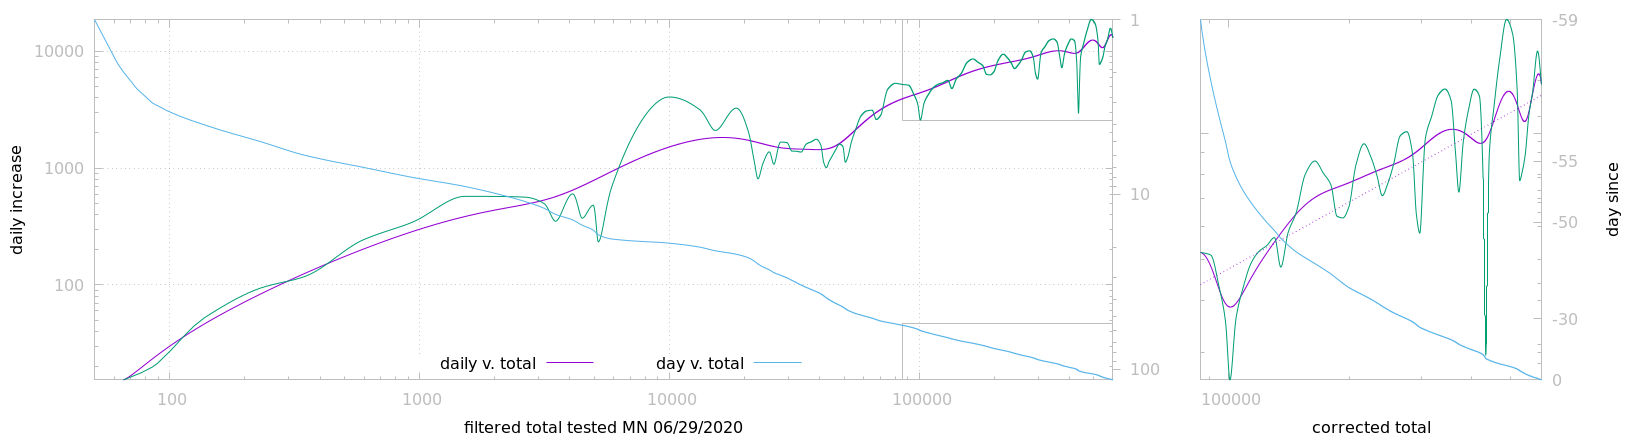 10000
1000
100
daily increase
1
10
100
daily v. total
day v. total
100
1000
10000
100000
filtered total tested MN 06/29/2020
-59
-55
-50
-30
0
day since
100000
corrected total